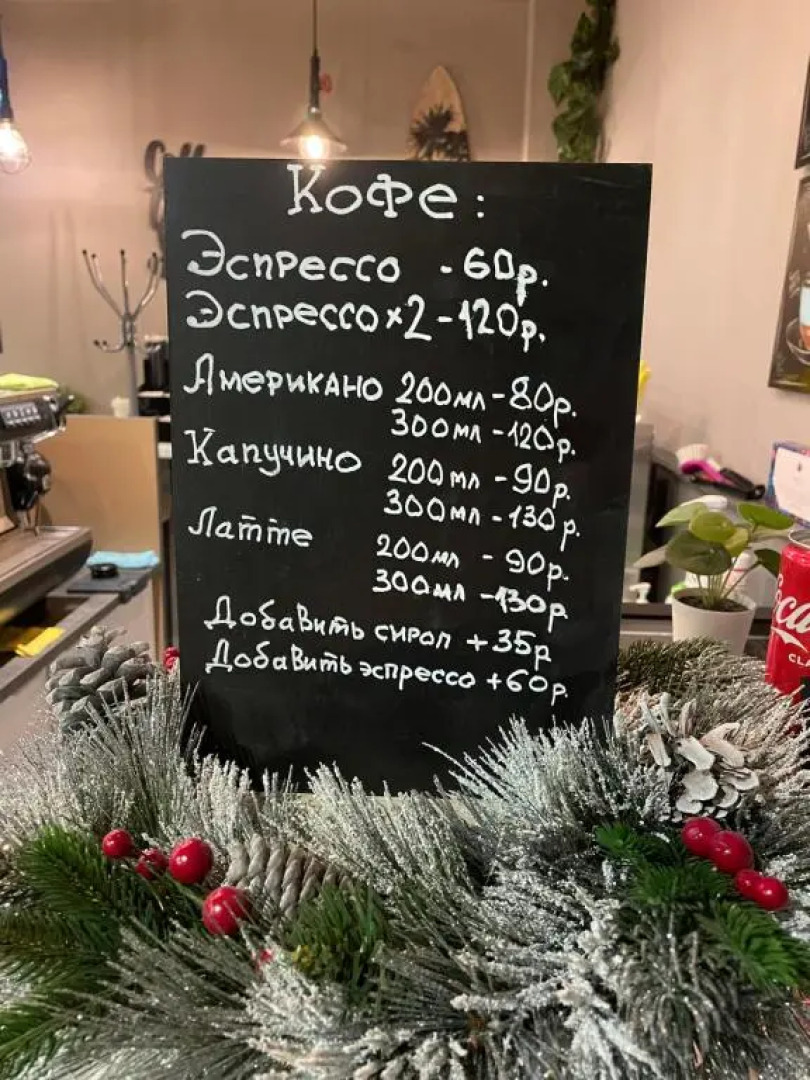 Кофе:
Эспрессо - 60р.
Эспрессо×2 - 120р.
Американо 200мл - 80р.
300мл - 120р.
Капучино 200мл - 90р.
300мл - 130р.
Латте 200мл - 90р.
300мл - 130р
Добавить сироп + 35р
Добавить эспрессо + 60р.